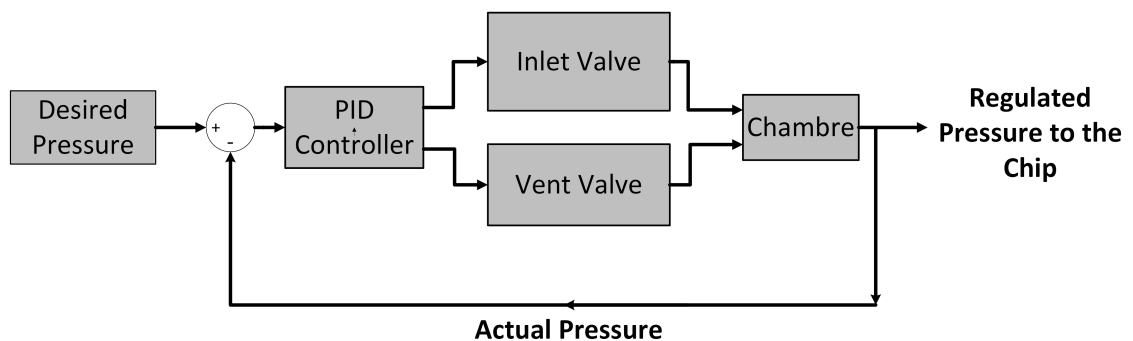 Desired
Pressure
+
-
PID
Controller
Inlet Valve
Vent Valve
Chambre
Regulated
Pressure to the
Chip
Actual Pressure